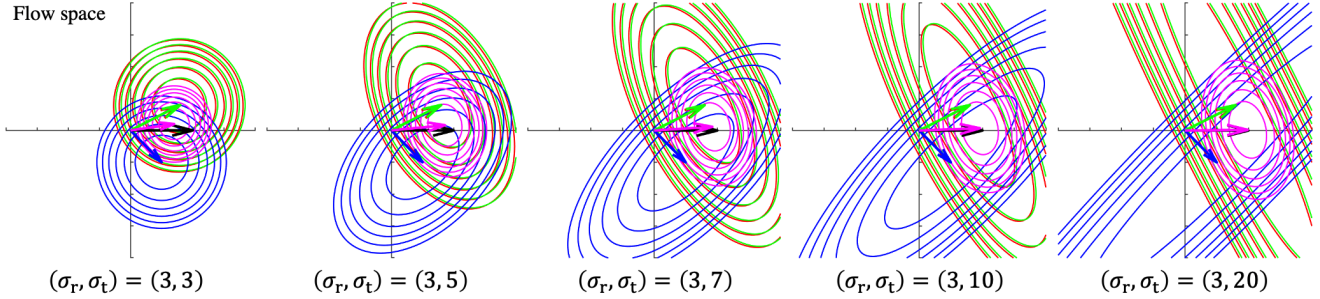 Flow space
(σr, σt) = (3, 3)
(σr, σt) = (3, 5)
(σr, σt) = (3, 7)
(σr, σt) = (3, 10)
(σr, σt) = (3, 20)